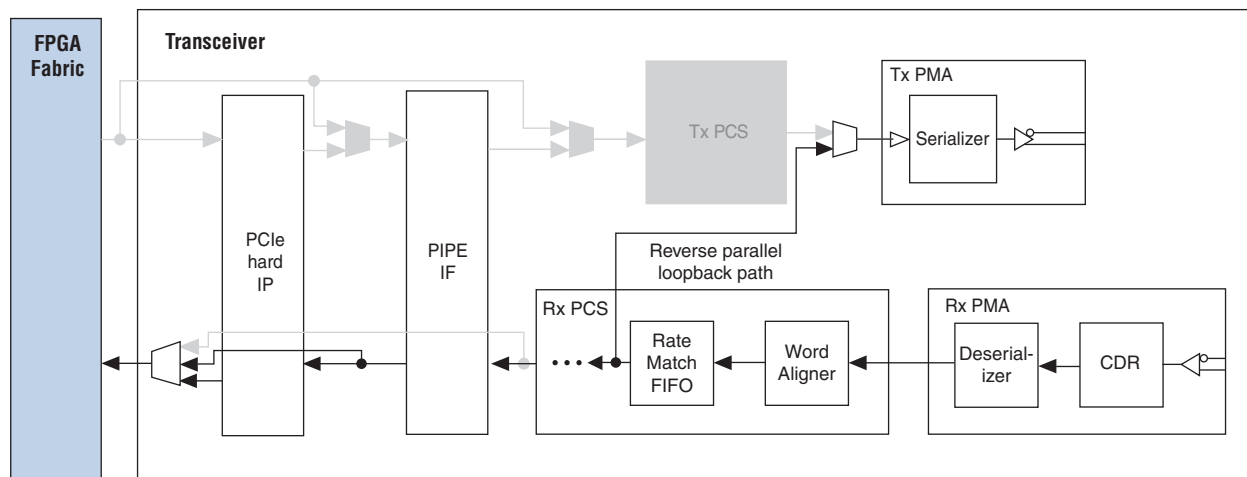 FPGA
Fabric
Transceiver
Tx PMA
Tx PCS
Serializer
PCIe
hard
IP
PIPE
IF
Reverse parallel
loopback path
Rx PCS
Rate
Match
FIFO
Word
Aligner
Rx PMA
Deserial-
izer
CDR